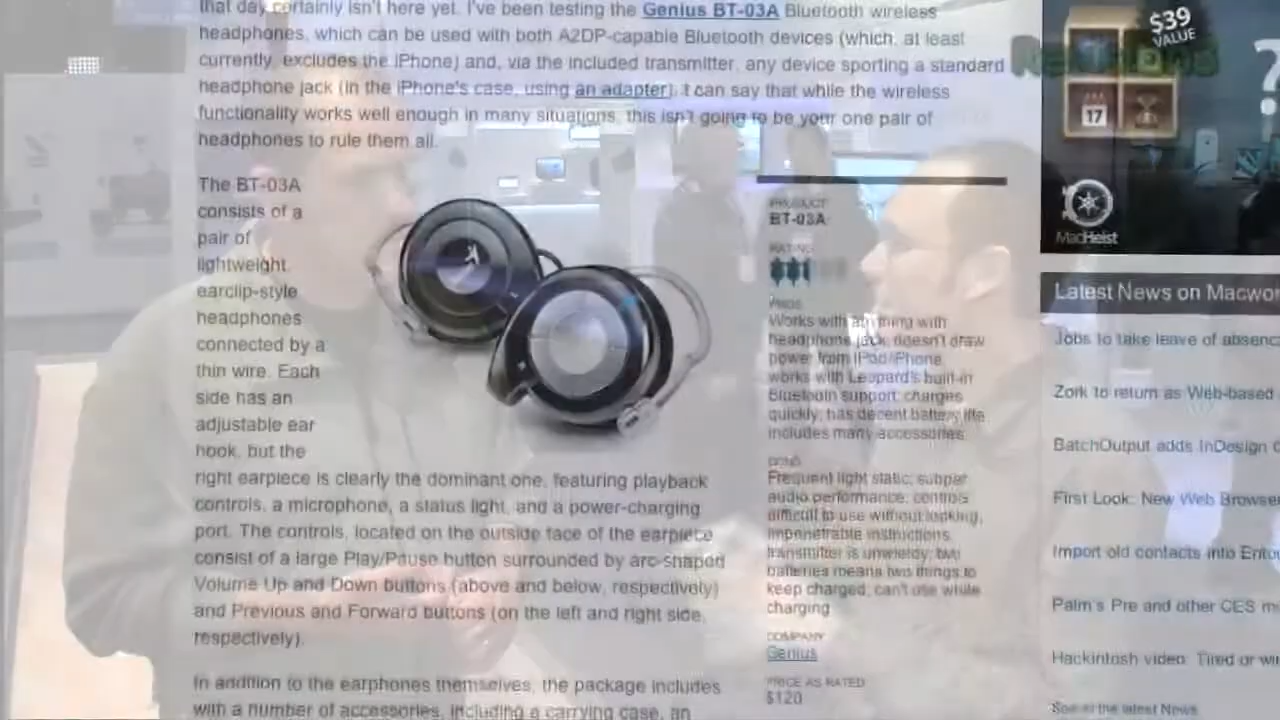 that day certainly isn't here yet. I've been testing the Genius BT-03A Bluetooth wireless
headphones, which can be used with both A2DP-capable Bluetooth devices (which, at least
currently, excludes the iPhone) and, via the included transmitter, any device sporting a standard
headphone jack (in the iPhone's case, using an adapter). I can say that while the wireless
functionality works well enough in many situations, this isn't going to be your one pair of
headphones to rule them all.
The BT-03A
consists of a
pair of
lightweight,
earclip-style
headphones
connected by a
thin wire. Each
side has an
adjustable ear
hook, but the
right earpiece is clearly the dominant one, featuring playback
controls, a microphone, a status light, and a power-charging
port. The controls, located on the outside face of the earpiece
consist of a large Play/Pause button surrounded by arc-shaped
Volume Up and Down buttons (above and below, respectively)
and Previous and Forward buttons (on the left and right side,
respectively).
In addition to the earphones themselves, the package includes
with a number of accessories, including a carrying case, an
PRODUCT
BT-03A
RATING
PROS
Works with anything with
headphone jack; doesn't draw
power from iPod/iPhone;
works with Leopard's built-in
Bluetooth support; charges
quickly; has decent battery life
includes many accessories.
CONS
Frequent light static; subpar
audio performance; controls
difficult to use without looking;
impenetrable instructions;
transmitter is unwieldy; two
batteries means two things to
keep charged; can't use while
charging.
COMPANY
Genius
PRICE AS RATED
$120
$39
VALUE
?
17
MacHeist
Latest News on Macwor
Jobs to take leave of absenc
Zork to return as Web-based
BatchOutput adds InDesign C
First Look: New Web Browse
Import old contacts into Ento
Palm's Pre and other CES m
Hackintosh video: Tired or wi
See all the latest News